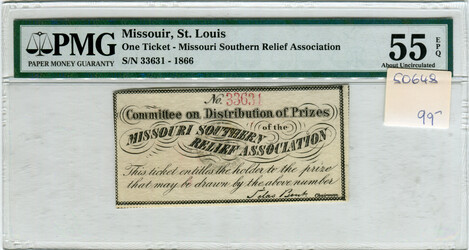 PMG
PAPER MONEY GUARANTY
Missouir, St. Louis
One Ticket - Missouri Southern Relief Association
S/N 33631 - 1866
55 EPQ
About Uncirculated
50648
99-
No. 33631
Committee on Distribution of Prizes
of the
MISSOURI SOUTHERN
RELIEF ASSOCIATION
This ticket entitles the holder to the prize
that may be drawn by the above number